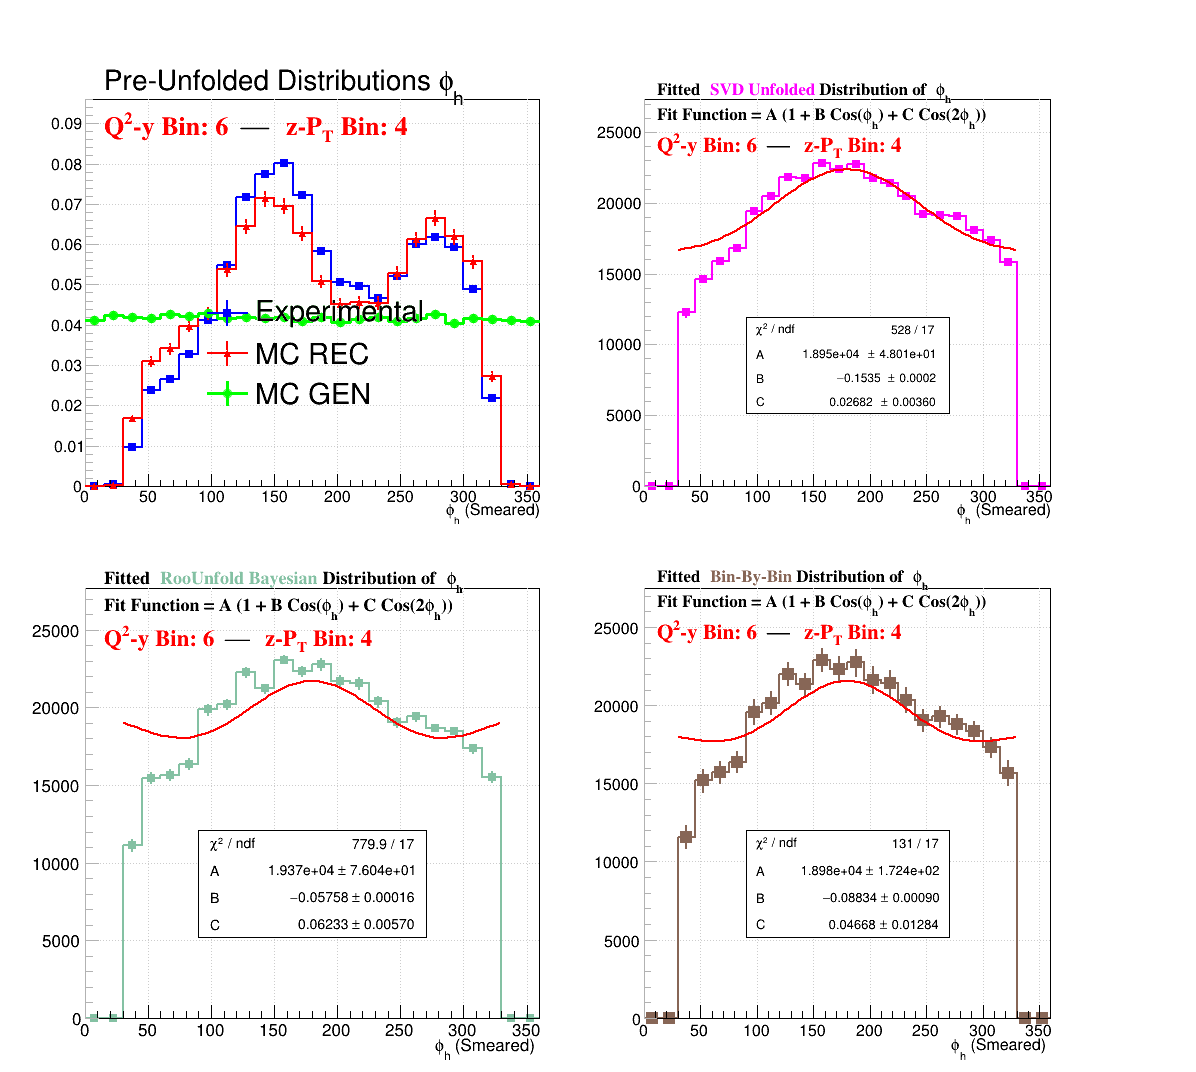 Pre-Unfolded Distributions ϕh
Q²-y Bin: 6 — z-PT Bin: 4
0.09
0.08
0.07
0.06
0.05
0.04
0.03
0.02
0.01
0
Experimental
MC REC
MC GEN
0 50 100 150 200 250 300 350
ϕh (Smeared)
Fitted SVD Unfolded Distribution of ϕh
Fit Function = A (1 + B Cos(ϕh) + C Cos(2ϕh))
Q²-y Bin: 6 — z-PT Bin: 4
25000
20000
15000
10000
5000
0
χ² / ndf 528 / 17
A 1.895e+04 ± 4.801e+01
B −0.1535 ± 0.0002
C 0.02682 ± 0.00360
0 50 100 150 200 250 300 350
ϕh (Smeared)
Fitted RooUnfold Bayesian Distribution of ϕh
Fit Function = A (1 + B Cos(ϕh) + C Cos(2ϕh))
Q²-y Bin: 6 — z-PT Bin: 4
25000
20000
15000
10000
5000
0
χ² / ndf 779.9 / 17
A 1.937e+04 ± 7.604e+01
B −0.05758 ± 0.00016
C 0.06233 ± 0.00570
0 50 100 150 200 250 300 350
ϕh (Smeared)
Fitted Bin-By-Bin Distribution of ϕh
Fit Function = A (1 + B Cos(ϕh) + C Cos(2ϕh))
Q²-y Bin: 6 — z-PT Bin: 4
25000
20000
15000
10000
5000
0
χ² / ndf 131 / 17
A 1.898e+04 ± 1.724e+02
B −0.08834 ± 0.00090
C 0.04668 ± 0.01284
0 50 100 150 200 250 300 350
ϕh (Smeared)